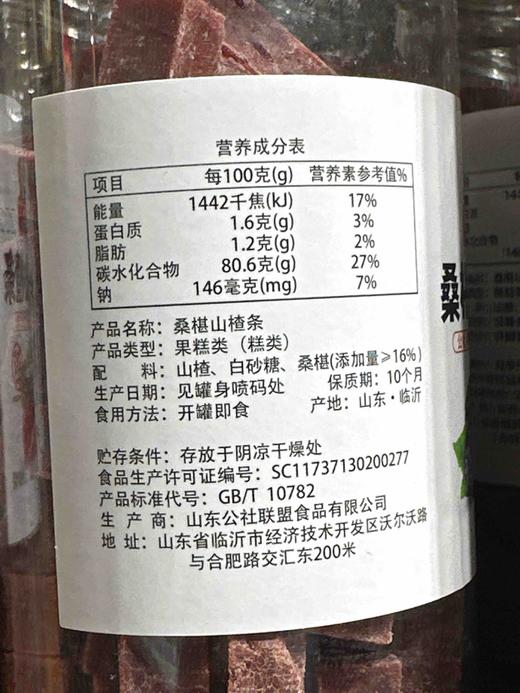 营养成分表
项目 每100克(g) 营养素参考值%
能量 1442千焦(kJ) 17%
蛋白质 1.6克(g) 3%
脂肪 1.2克(g) 2%
碳水化合物 80.6克(g) 27%
钠 146毫克(mg) 7%
产品名称：桑椹山楂条
产品类型：果糕类（糕类）
配 料：山楂、白砂糖、桑椹(添加量≥16%)
生产日期：见罐身喷码处 保质期：10个月
食用方法：开罐即食 产地：山东·临沂
贮存条件：存放于阴凉干燥处
食品生产许可证编号：SC11737130200277
产品标准代号：GB/T 10782
生 产 商：山东公社联盟食品有限公司
地 址：山东省临沂市经济技术开发区沃尔沃路
与合肥路交汇东200米
桑